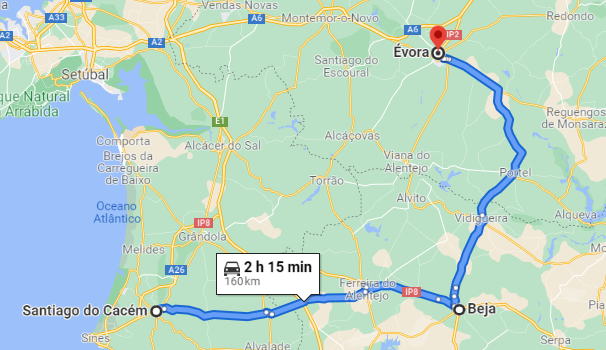 Vendas Novas
A33
A6
Montemor-o-Novo
Redondo
A2
A2
A6
IP2
Évora
Setúbal
Santiago do
Escoural
que Natural
Arrábida
Reguengos
de Monsaraz
E1
Comporta
Alcácer do Sal
Alcáçovas
Brejos da
Carregueira
de Baixo
Viana do
Alentejo
Portel
Torrão
Alvito
Oceano
Atlântico
Vidigueira
Alqueva
IP8
Grândola
Melides
A26
2 h 15 min
160 km
Ferreira do
Alentejo
IP8
Santiago do Cacém
Beja
Sines
Alvalade
Serpa